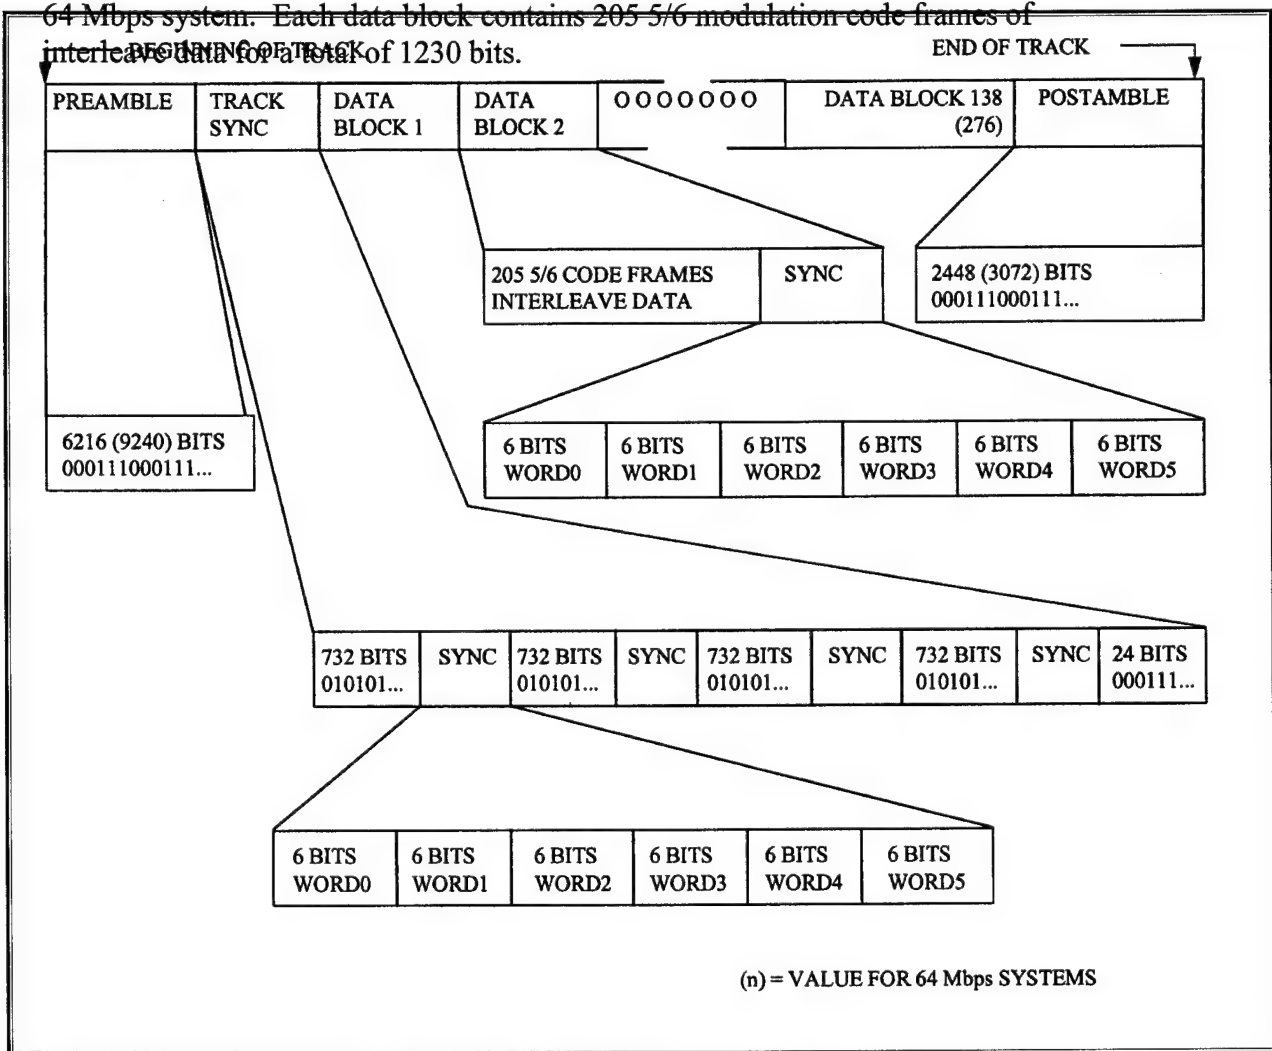 64 Mbps system. Each data block contains 205 5/6 modulation code frames of
interleave data for a total of 1230 bits.
BEGINNING OF TRACK
END OF TRACK
PREAMBLE
TRACK
SYNC
DATA
BLOCK 1
DATA
BLOCK 2
O O O O O O O
DATA BLOCK 138
(276)
POSTAMBLE
205 5/6 CODE FRAMES
INTERLEAVE DATA
SYNC
2448 (3072) BITS
000111000111...
6216 (9240) BITS
000111000111...
6 BITS
WORD0
6 BITS
WORD1
6 BITS
WORD2
6 BITS
WORD3
6 BITS
WORD4
6 BITS
WORD5
732 BITS
010101...
SYNC
732 BITS
010101...
SYNC
732 BITS
010101...
SYNC
732 BITS
010101...
SYNC
24 BITS
000111...
6 BITS
WORD0
6 BITS
WORD1
6 BITS
WORD2
6 BITS
WORD3
6 BITS
WORD4
6 BITS
WORD5
(n) = VALUE FOR 64 Mbps SYSTEMS